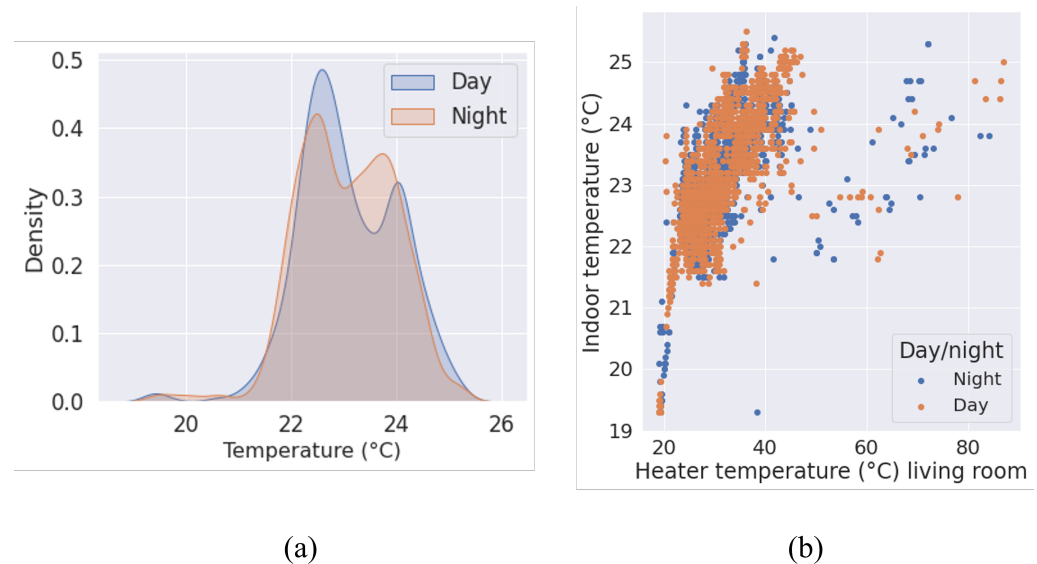 0.5
0.4
0.3
0.2
0.1
0.0
Density
20 22 24 26
Temperature (°C)
Day
Night
(a)
25
24
23
22
21
20
19
Indoor temperature (°C)
20 40 60 80
Heater temperature (°C) living room
Day/night
Night
Day
(b)